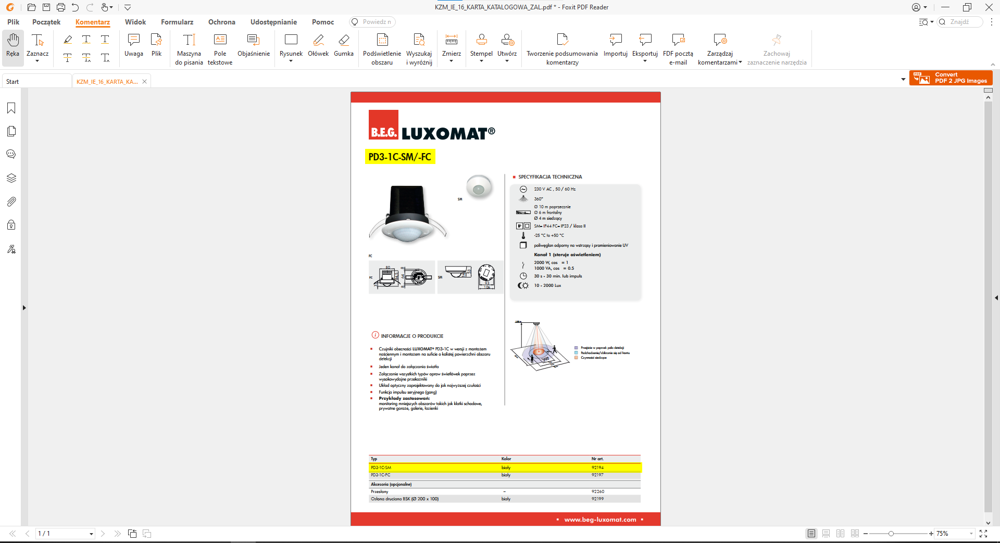 KZM_IE_16_KARTA_KATALOGOWA_ZAL.pdf * - Foxit PDF Reader
Plik Początek Komentarz Widok Formularz Ochrona Udostępnianie Pomoc Powiedz n Znajdź
Ręka Zaznacz Uwaga Plik Maszyna do pisania Pole tekstowe Objaśnienie Rysunek Ołówek Gumka Podświetlenie obszaru Wyszukaj i wyróżnij Zmierz Stempel Utwórz Tworzenie podsumowania komentarzy Importuj Eksportuj FDF pocztą e-mail Zarządzaj komentarzami Zachowaj zaznaczenie narzędzia
Start KZM_IE_16_KARTA_KA...
Convert
PDF 2 JPG Images
B.E.G. LUXOMAT®
PD3-1C-SM/-FC
SM
FC
FC
80
84,5
64
8
8
SM
53
14
93
106
INFORMACJE O PRODUKCIE
Czujniki obecności LUXOMAT® PD3-1C w wersji z montażem
naściennym i montażem na suficie o kolistej powierzchni obszaru
detekcji
Jeden kanał do załączania światła
Załączanie wszystkich typów opraw świetlówek poprzez
wysokowydajne przekaźniki
Układ optyczny zaprojektowany do jak najwyższej czułości
Funkcja impulsu seryjnego (gong)
Przykłady zastosowań:
monitoring mniejszych obszarów takich jak klatki schodowe,
prywatne garaże, galerie, łazienki
SPECYFIKACJA TECHNICZNA
230 V AC , 50 / 60 Hz
360°
Ø 10 m poprzecznie
Ø 6 m frontalny
Ø 4 m siedzący
SM= IP44 FC= IP23 / klasa II
-25 °C to +50 °C
poliwęglan odporny na wstrząsy i promieniowanie UV
Kanał 1 (steruje oświetleniem)
2000 W, cos = 1
1000 VA, cos = 0.5
30 s - 30 min. lub impuls
10 - 2000 Lux
Przejście w poprzek pola detekcji
Podchodzenie/zbliżanie się od frontu
Czynności siedzące
Typ Kolor Nr art.
PD3-1C-SM biały 92194
PD3-1C-FC biały 92197
Akcesoria (opcjonalne)
Przesłony – 92260
Osłona druciana BSK (Ø 200 x 100) biały 92199
www.beg-luxomat.com
1 / 1 75%